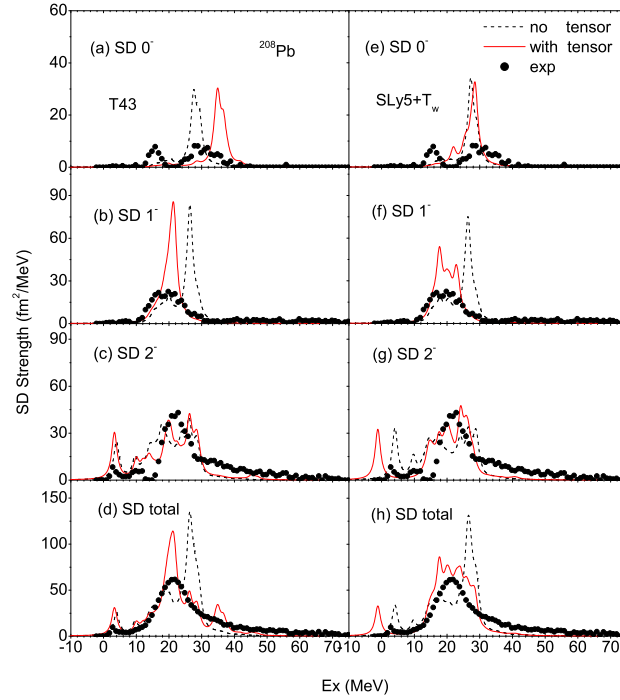 60
40
20
0
90
60
30
0
90
60
30
0
150
100
50
0
SD Strength (fm²/MeV)
(a) SD 0⁻
²⁰⁸Pb
T43
(b) SD 1⁻
(c) SD 2⁻
(d) SD total
(e) SD 0⁻
no tensor
with tensor
exp
SLy5+T_w
(f) SD 1⁻
(g) SD 2⁻
(h) SD total
-10 0 10 20 30 40 50 60 70
-10 0 10 20 30 40 50 60 70
Ex (MeV)